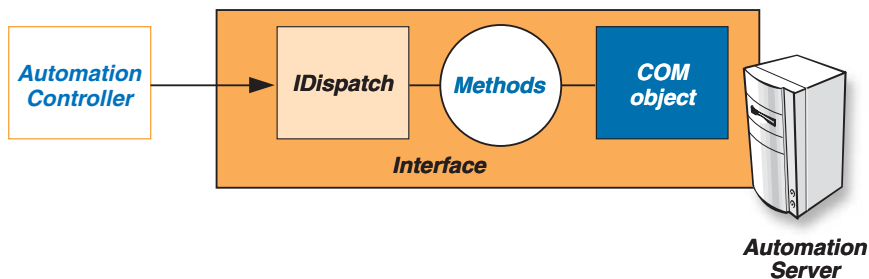 Automation
Controller
IDispatch
Methods
COM
object
Interface
Automation
Server